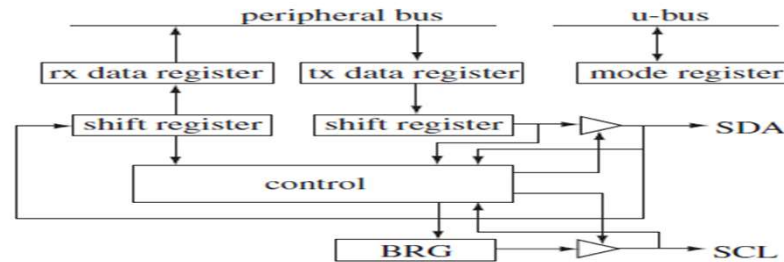 peripheral bus u-bus
rx data register tx data register mode register
shift register shift register SDA
control
BRG SCL